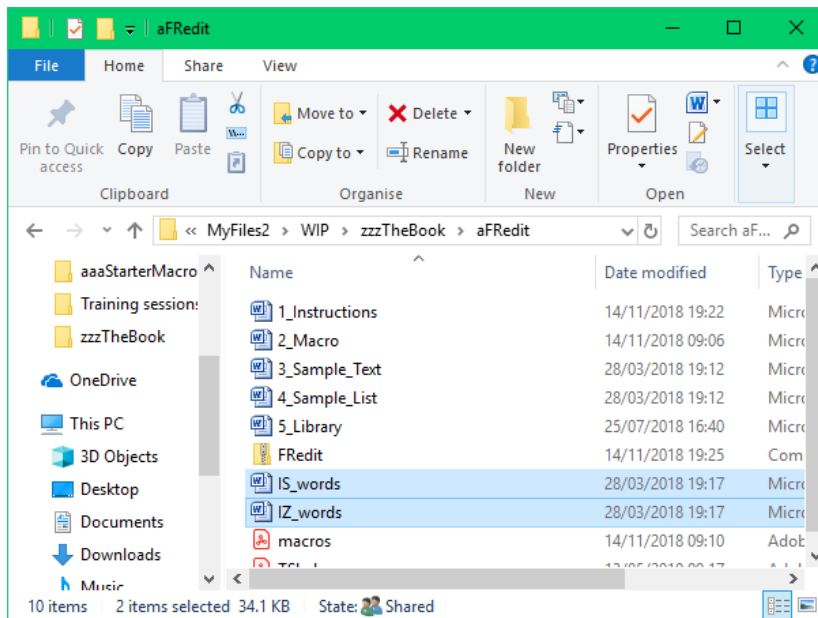 aFRedit
File Home Share View
Pin to Quick access
Copy
Paste
Move to
Copy to
Delete
Rename
New folder
Properties
Select
Clipboard Organise New Open
« MyFiles2 > WIP > zzzTheBook > aFRedit
Search aF...
aaaStarterMacro
Training sessions
zzzTheBook
OneDrive
This PC
3D Objects
Desktop
Documents
Downloads
Music
Name Date modified Type
1_Instructions 14/11/2018 19:22 Micro
2_Macro 14/11/2018 09:06 Micro
3_Sample_Text 28/03/2018 19:12 Micro
4_Sample_List 28/03/2018 19:12 Micro
5_Library 25/07/2018 16:40 Micro
FRedit 14/11/2018 19:25 Com
IS_words 28/03/2018 19:17 Micro
IZ_words 28/03/2018 19:17 Micro
macros 14/11/2018 09:10 Adob
10 items 2 items selected 34.1 KB State: Shared